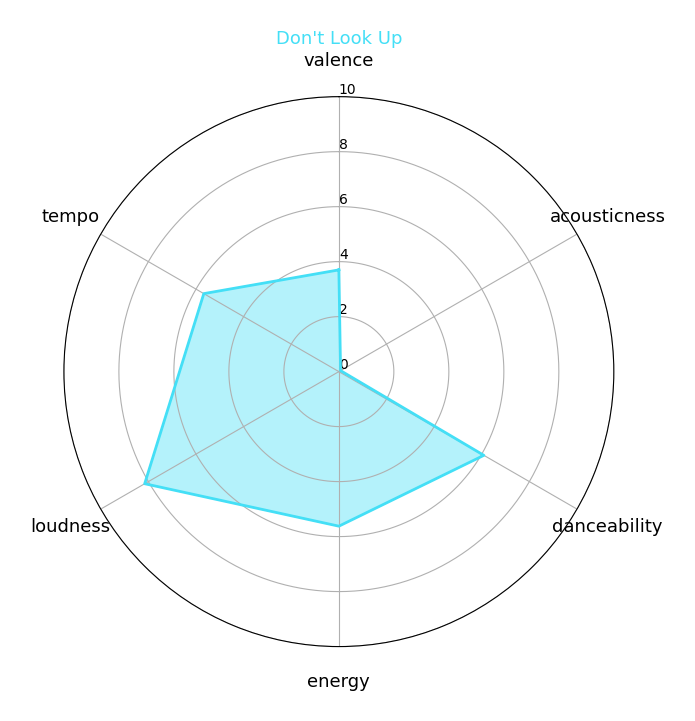 Don't Look Up
valence
10
8
6
4
2
0
tempo
acousticness
loudness
danceability
energy